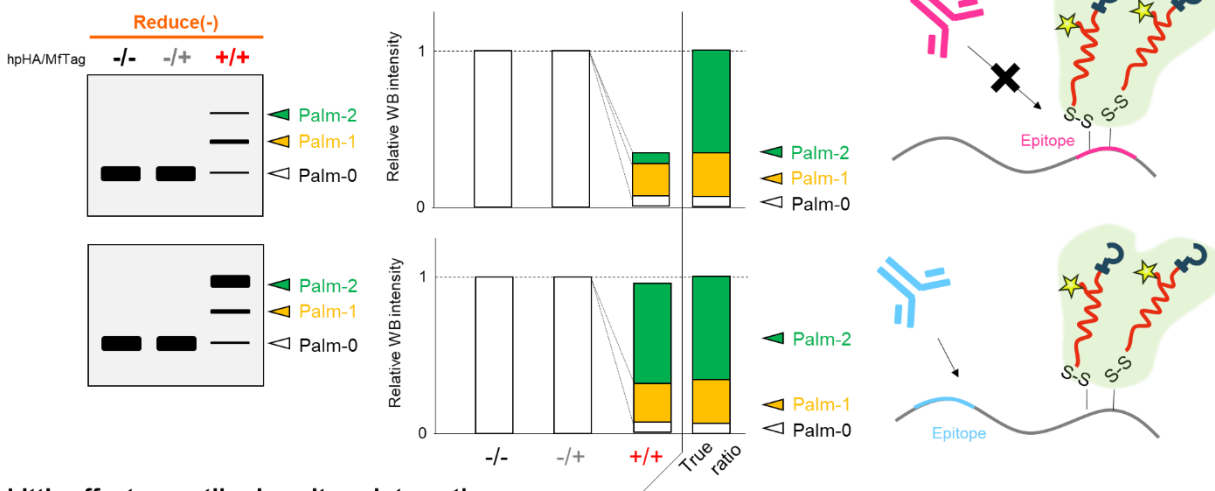 Reduce(-)
hpHA/MfTag -/- -/+ +/+
Palm-2
Palm-1
Palm-0
Relative WB intensity
1
0
Palm-2
Palm-1
Palm-0
S-S
S-S
Epitope
Palm-2
Palm-1
Palm-0
Relative WB intensity
1
0
-/- -/+ +/+ True ratio
Palm-2
Palm-1
Palm-0
S-S
S-S
Epitope